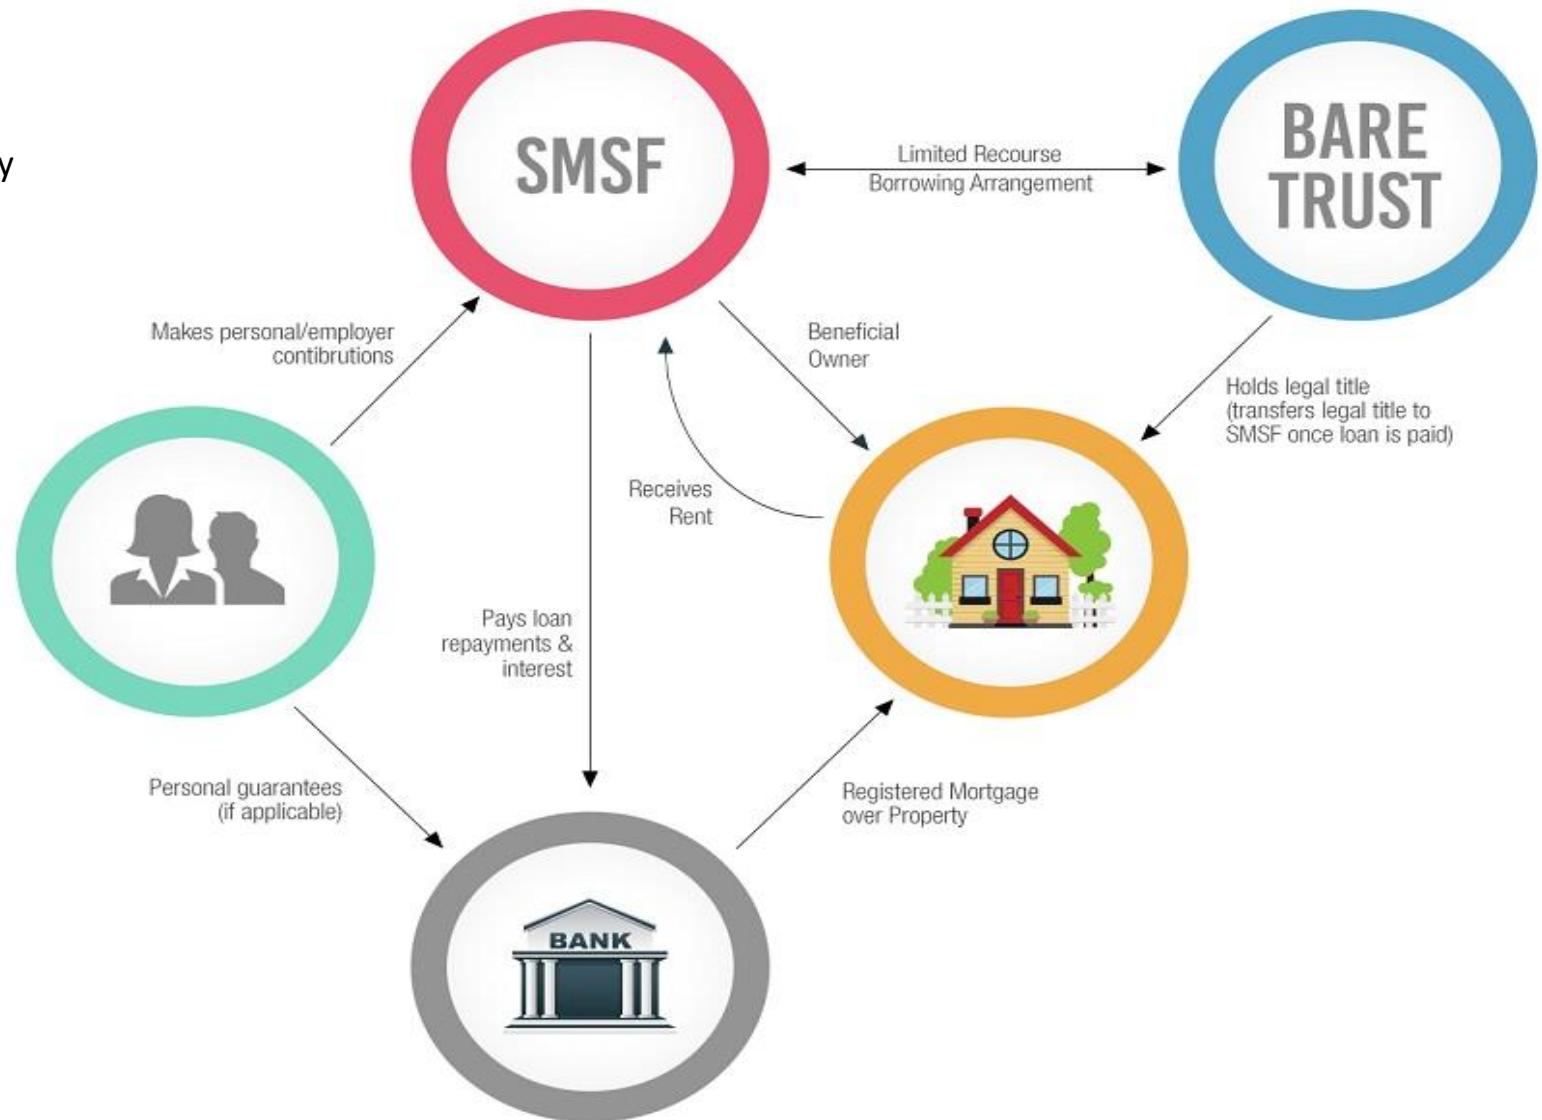 y
SMSF
BARE
TRUST
Limited Recourse
Borrowing Arrangement
Makes personal/employer
contibrutions
Beneficial
Owner
Holds legal title
(transfers legal title to
SMSF once loan is paid)
Receives
Rent
Pays loan
repayments &
interest
Personal guarantees
(if applicable)
Registered Mortgage
over Property
BANK